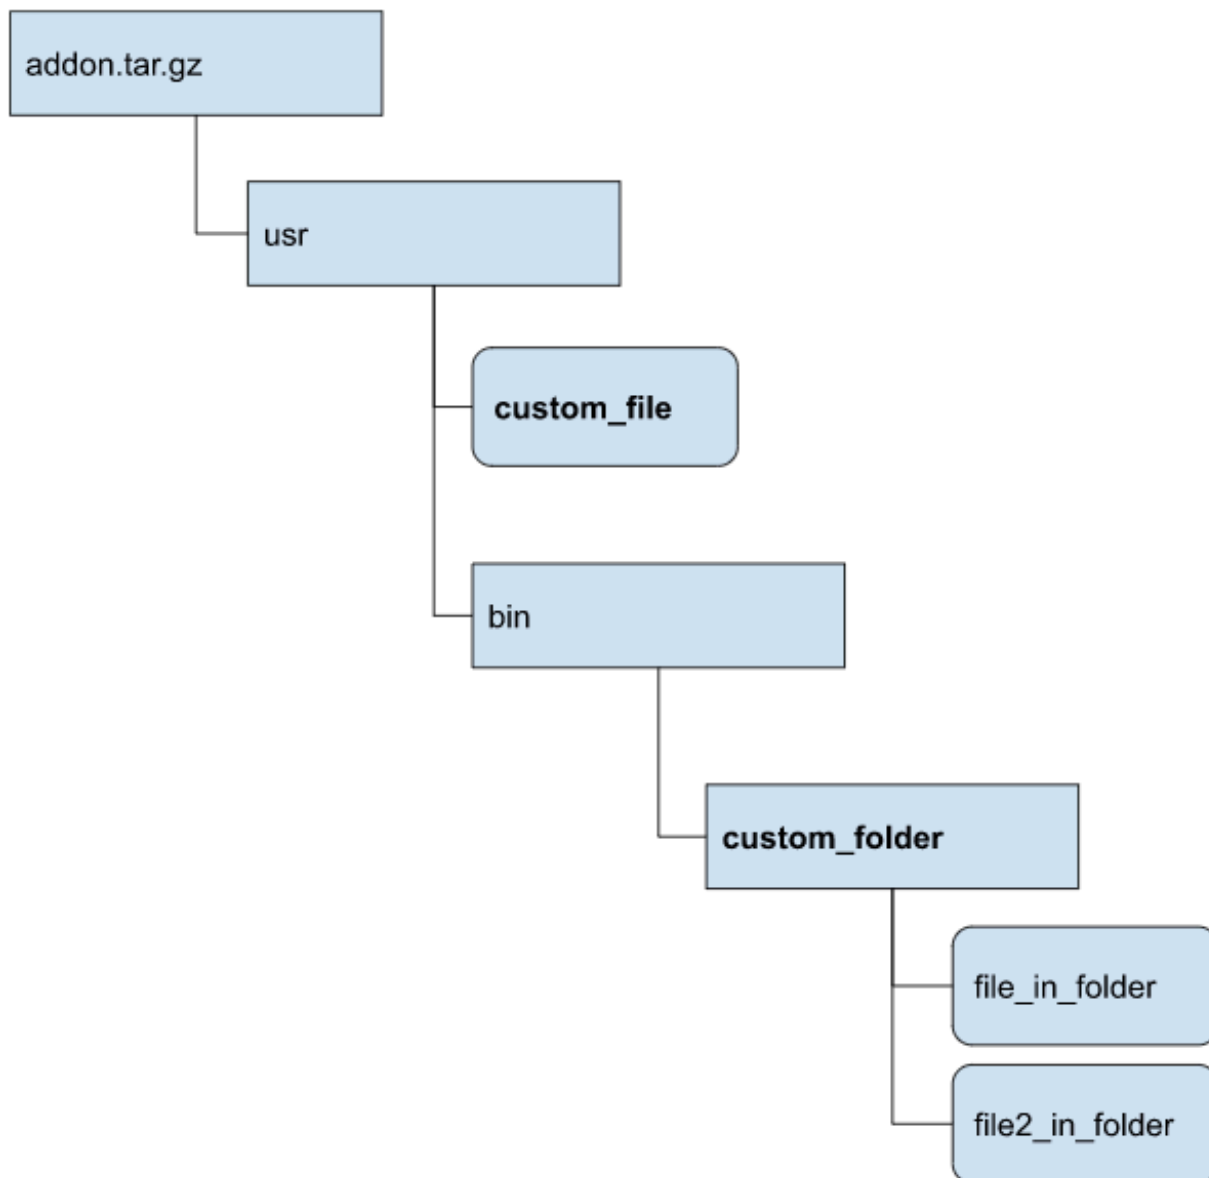 addon.tar.gz
usr
custom_file
bin
custom_folder
file_in_folder
file2_in_folder